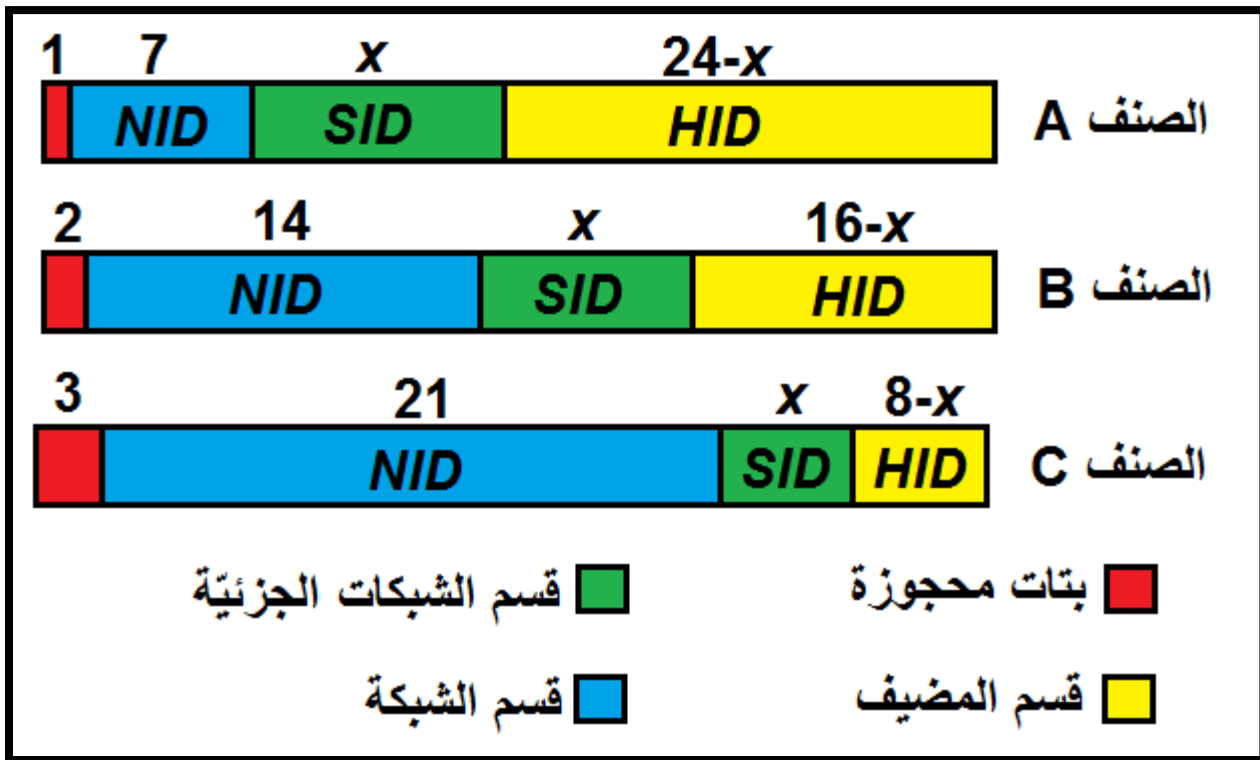 1 7 x 24-x
NID SID HID الصنف A
2 14 x 16-x
NID SID HID الصنف B
3 21 x 8-x
NID SID HID الصنف C
بتات محجوزة قسم الشبكات الجزئيّة
قسم المضيف قسم الشبكة